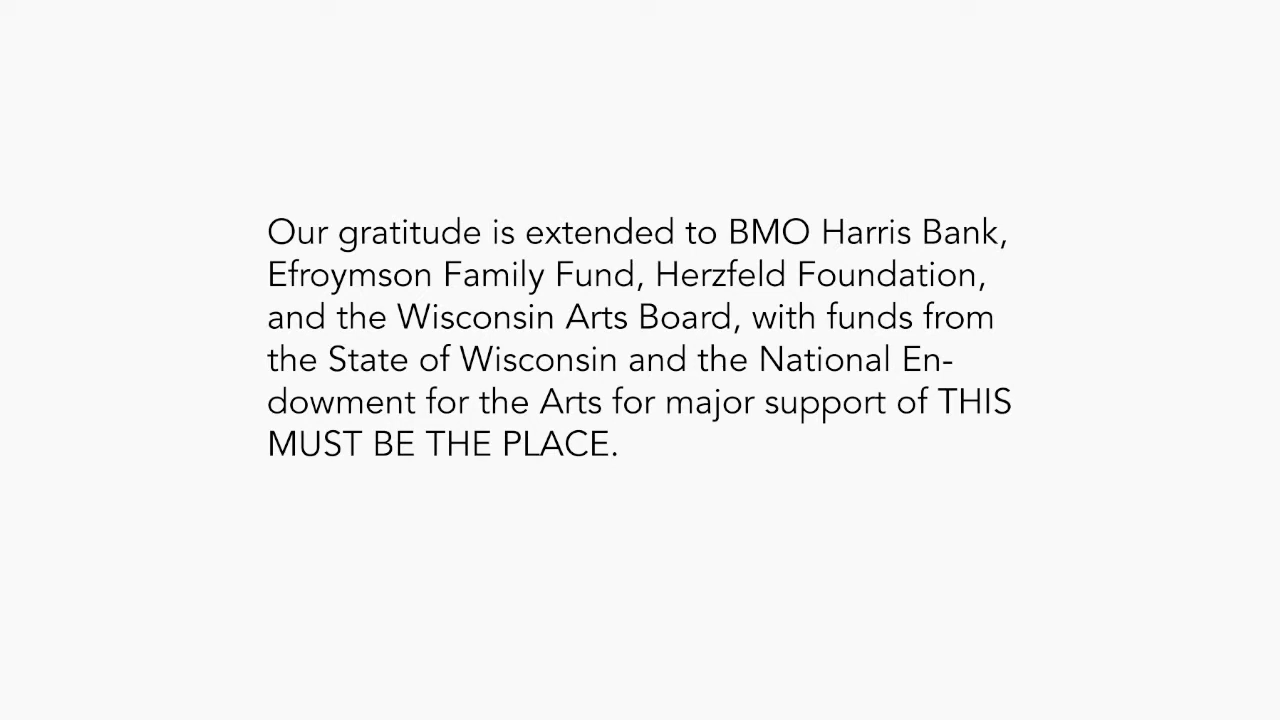 Our gratitude is extended to BMO Harris Bank,
Efroymson Family Fund, Herzfeld Foundation,
and the Wisconsin Arts Board, with funds from
the State of Wisconsin and the National En-
dowment for the Arts for major support of THIS
MUST BE THE PLACE.